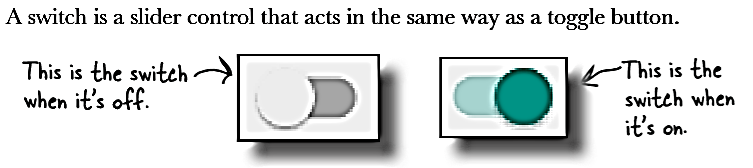 A switch is a slider control that acts in the same way as a toggle button.
This is the switch
when it's off.
This is the
switch when
it's on.